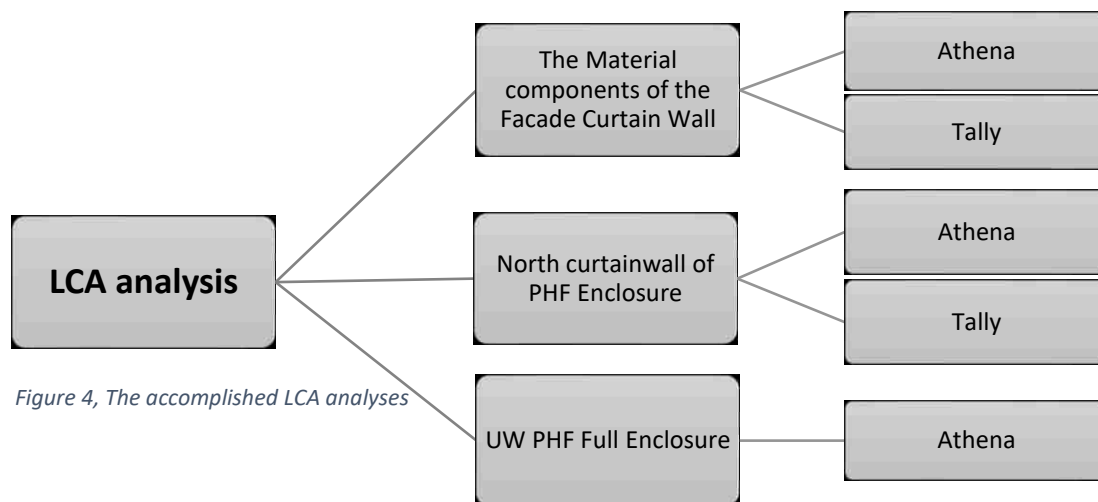 The Material
components of the
Facade Curtain Wall
Athena
Tally
LCA analysis
North curtainwall of
PHF Enclosure
Athena
Tally
Figure 4, The accomplished LCA analyses
UW PHF Full Enclosure
Athena